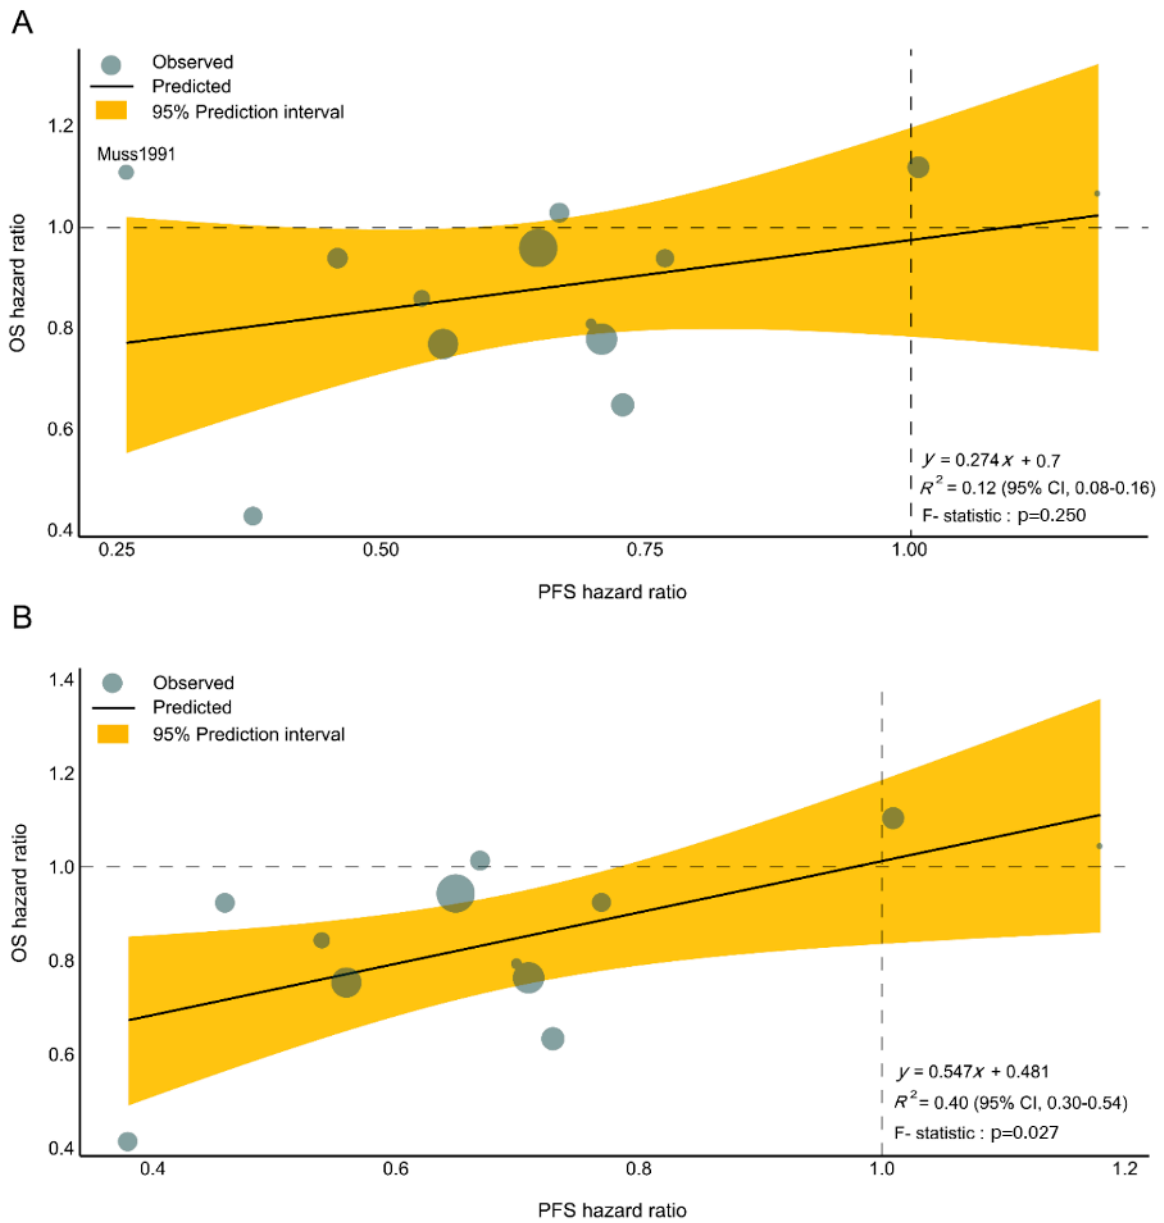 A
Observed
Predicted
95% Prediction interval
1.2
Muss1991
1.0
0.8
0.6
0.4
OS hazard ratio
y = 0.274x + 0.7
R² = 0.12 (95% CI, 0.08-0.16)
F- statistic : p=0.250
0.25 0.50 0.75 1.00
PFS hazard ratio
B
1.4
Observed
Predicted
95% Prediction interval
1.2
1.0
0.8
0.6
0.4
OS hazard ratio
y = 0.547x + 0.481
R² = 0.40 (95% CI, 0.30-0.54)
F- statistic : p=0.027
0.4 0.6 0.8 1.0 1.2
PFS hazard ratio